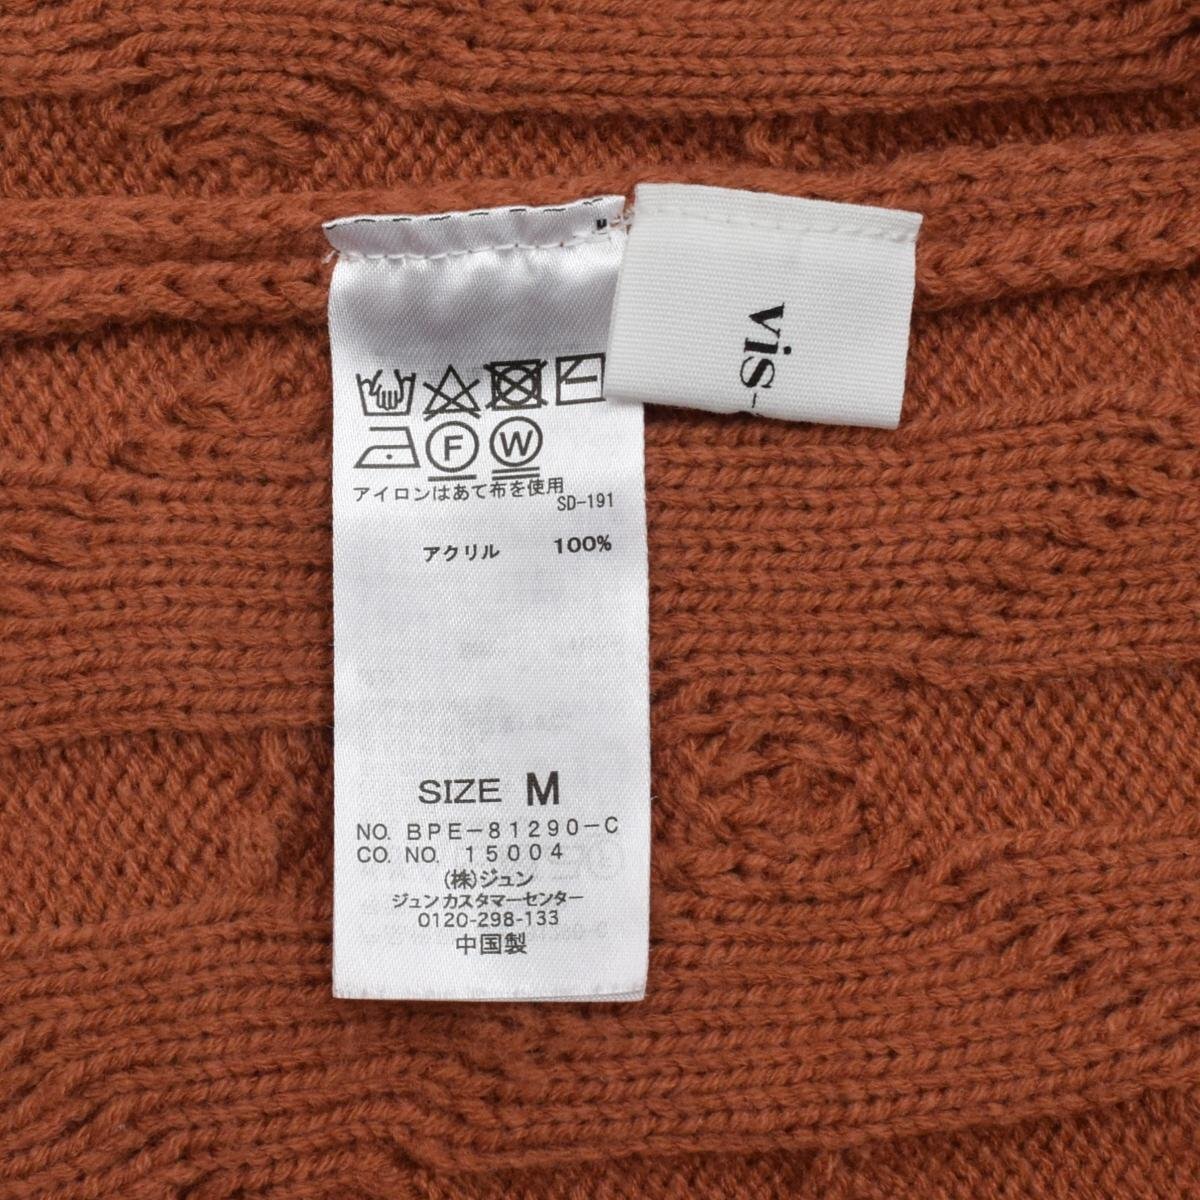 vis-
F W
アイロンはあて布を使用
SD-191
アクリル 100%
SIZE M
NO. BPE-81290-C
CO. NO. 15004
(株)ジュン
ジュンカスタマーセンター
0120-298-133
中国製